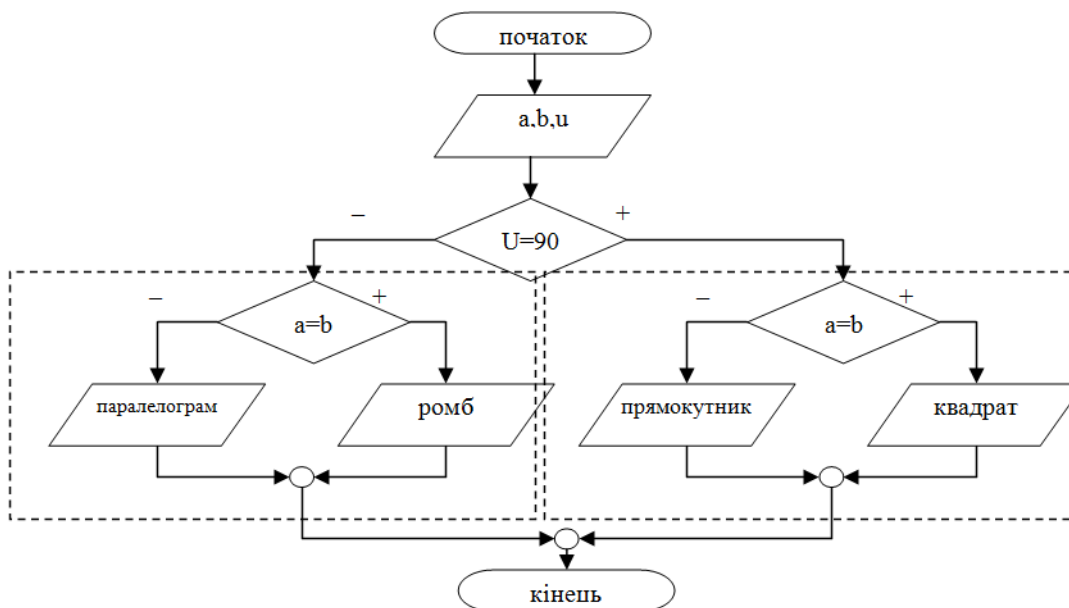 початок
a,b,u
– +
U=90
– + – +
a=b a=b
паралелограм ромб прямокутник квадрат
кінець